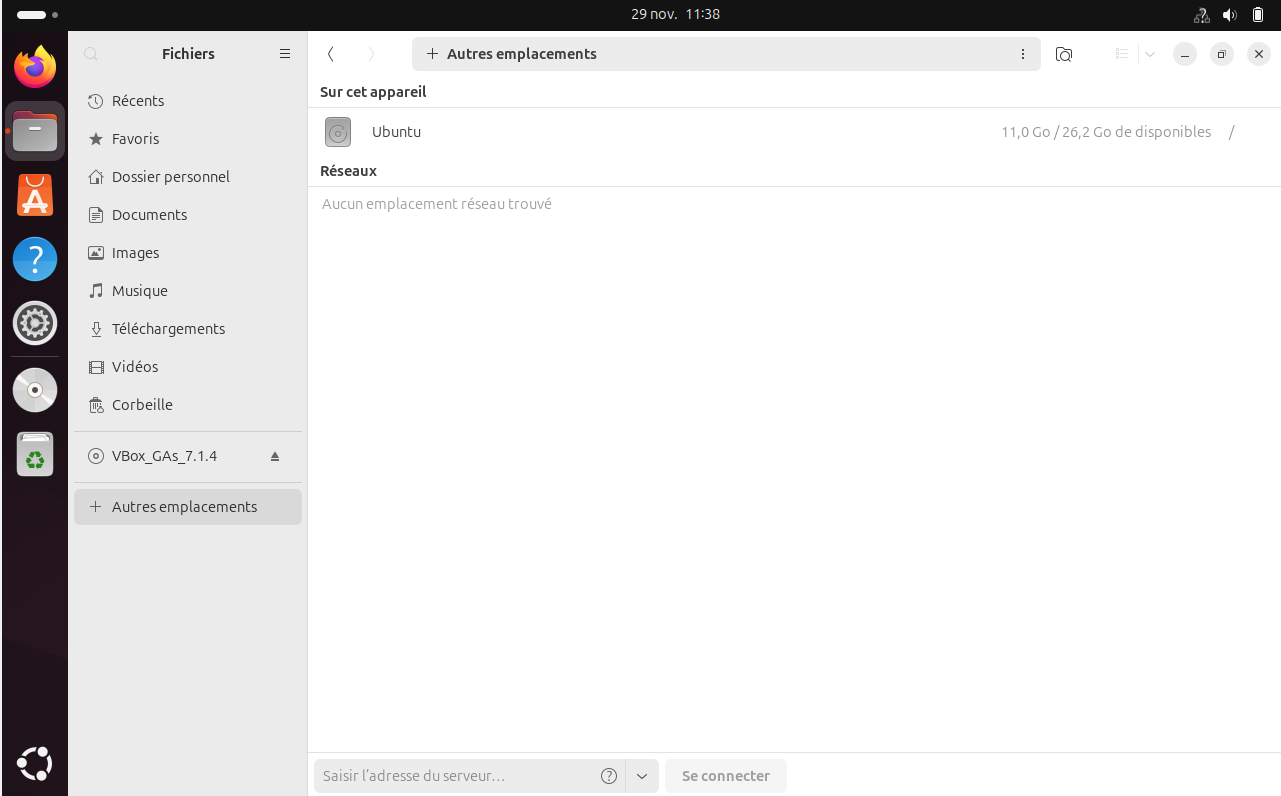 29 nov. 11:38
Fichiers
Autres emplacements
Récents
Favoris
Dossier personnel
Documents
Images
Musique
Téléchargements
Vidéos
Corbeille
VBox_GAs_7.1.4
Autres emplacements
Sur cet appareil
Ubuntu 11,0 Go / 26,2 Go de disponibles /
Réseaux
Aucun emplacement réseau trouvé
Saisir l’adresse du serveur… ? Se connecter